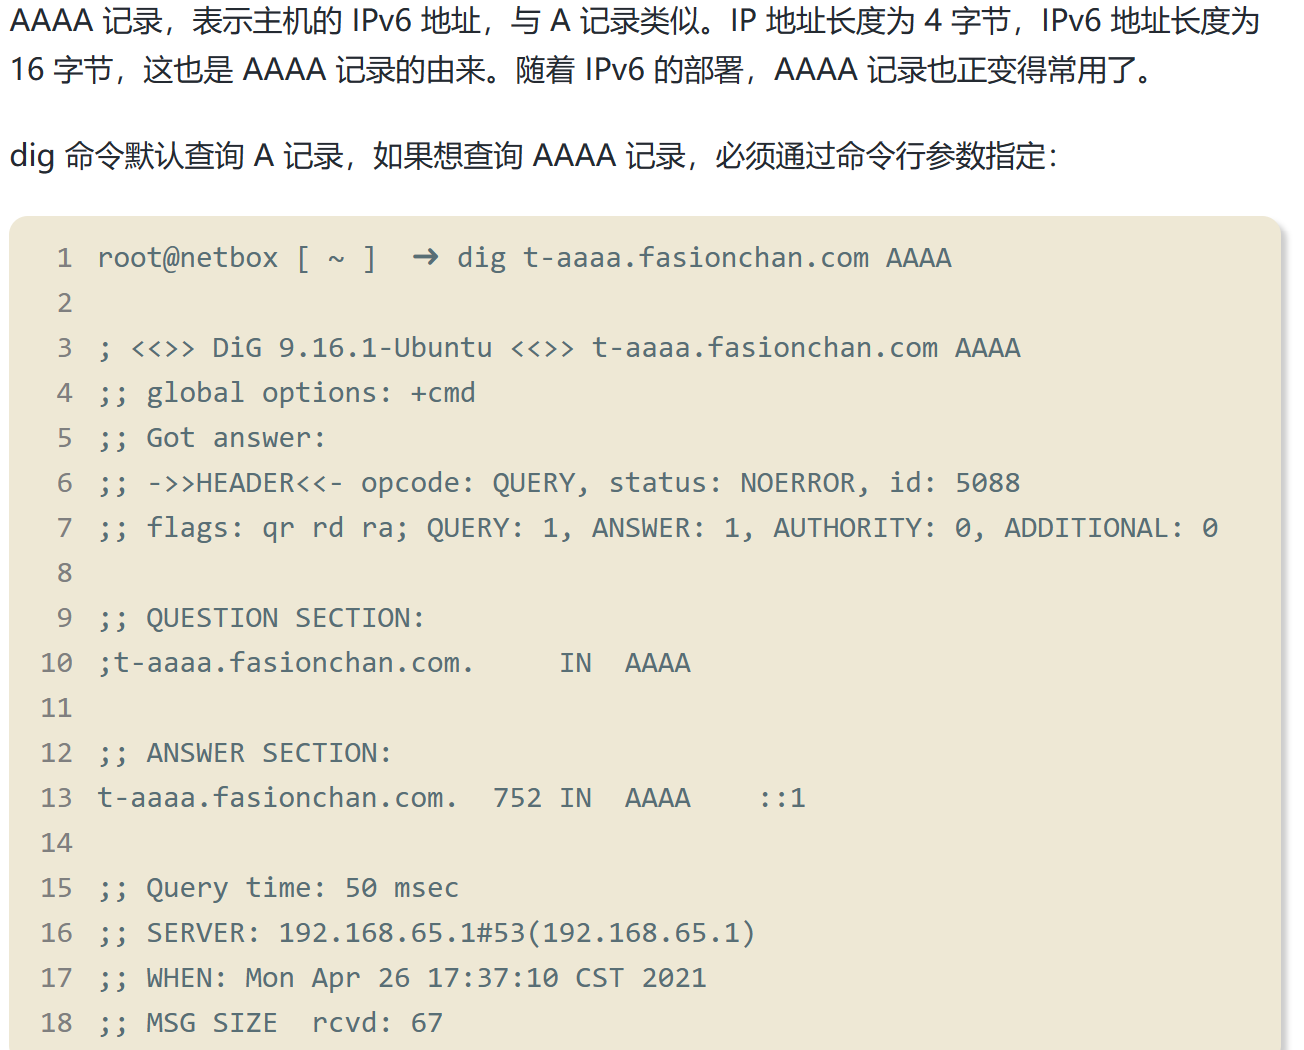 AAAA 记录，表示主机的 IPv6 地址，与 A 记录类似。IP 地址长度为 4 字节，IPv6 地址长度为
16 字节，这也是 AAAA 记录的由来。随着 IPv6 的部署，AAAA 记录也正变得常用了。
dig 命令默认查询 A 记录，如果想查询 AAAA 记录，必须通过命令行参数指定：
1 root@netbox [ ~ ]  ➜ dig t-aaaa.fasionchan.com AAAA
2
3 ; <<>> DiG 9.16.1-Ubuntu <<>> t-aaaa.fasionchan.com AAAA
4 ;; global options: +cmd
5 ;; Got answer:
6 ;; ->>HEADER<<- opcode: QUERY, status: NOERROR, id: 5088
7 ;; flags: qr rd ra; QUERY: 1, ANSWER: 1, AUTHORITY: 0, ADDITIONAL: 0
8
9 ;; QUESTION SECTION:
10 ;t-aaaa.fasionchan.com.     IN  AAAA
11
12 ;; ANSWER SECTION:
13 t-aaaa.fasionchan.com.  752 IN  AAAA    ::1
14
15 ;; Query time: 50 msec
16 ;; SERVER: 192.168.65.1#53(192.168.65.1)
17 ;; WHEN: Mon Apr 26 17:37:10 CST 2021
18 ;; MSG SIZE  rcvd: 67